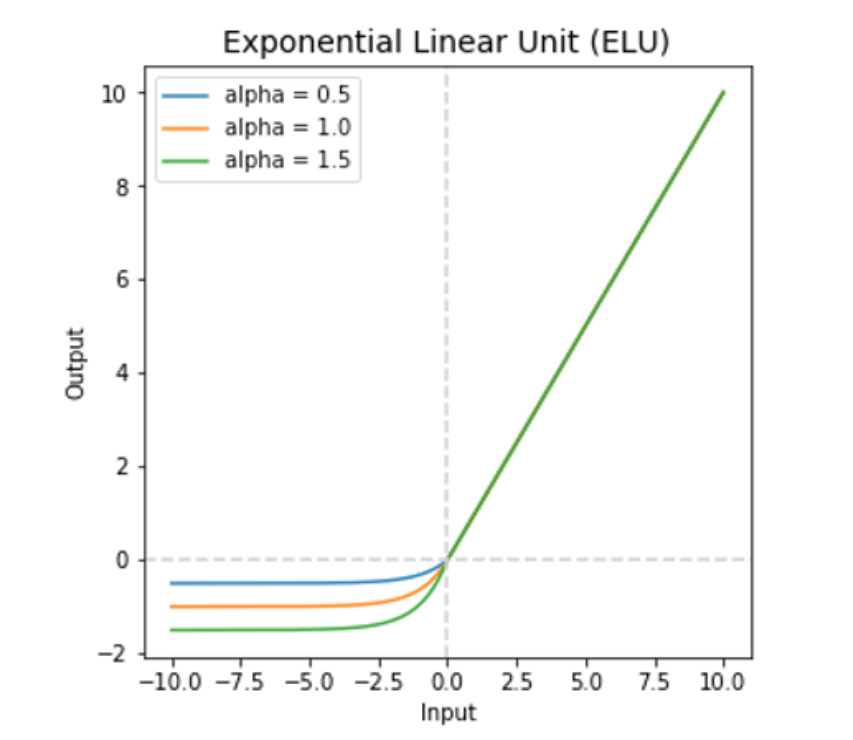 Exponential Linear Unit (ELU)
alpha = 0.5
alpha = 1.0
alpha = 1.5
10
8
6
4
2
0
−2
Output
−10.0 −7.5 −5.0 −2.5 0.0 2.5 5.0 7.5 10.0
Input